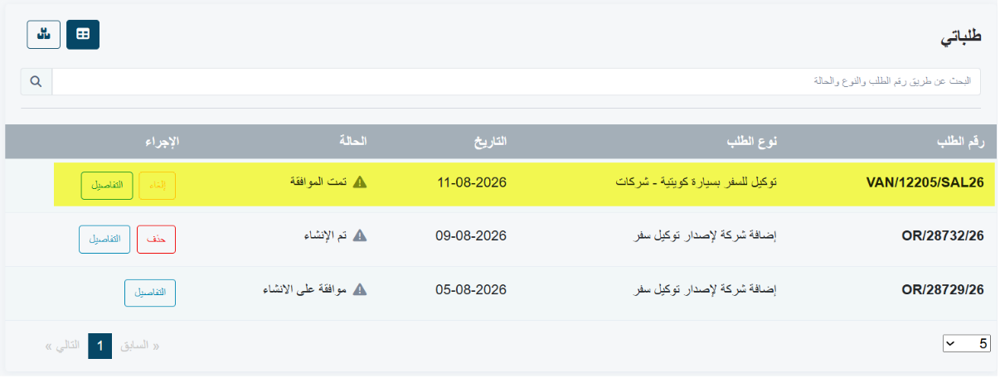 طلباتي
البحث عن طريق رقم الطلب والنوع والحالة
رقم الطلب نوع الطلب التاريخ الحالة الإجراء
VAN/12205/SAL26 توكيل للسفر بسيارة كويتية - شركات 11-08-2026 تمت الموافقة إلغاء التفاصيل
OR/28732/26 إضافة شركة لإصدار توكيل سفر 09-08-2026 تم الإنشاء حذف التفاصيل
OR/28729/26 إضافة شركة لإصدار توكيل سفر 05-08-2026 موافقة على الانشاء التفاصيل
5 « السابق 1 التالي »